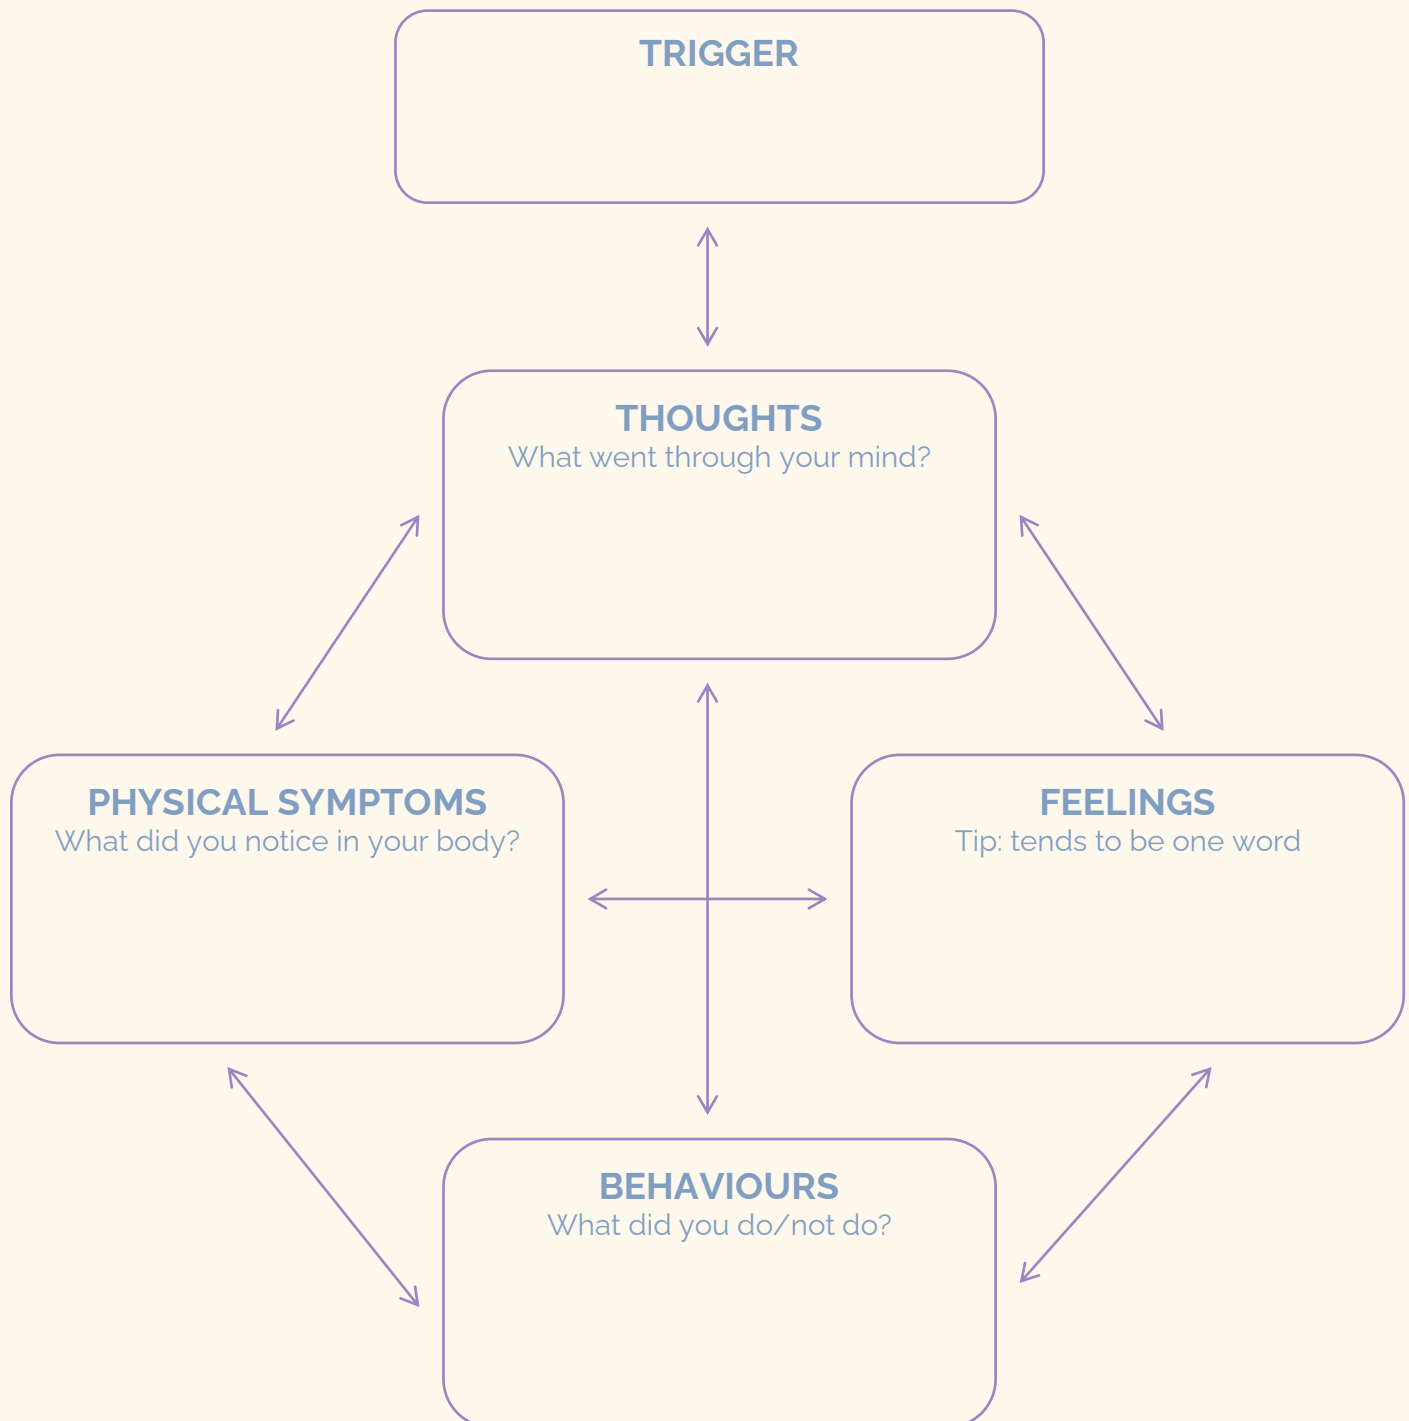 TRIGGER
THOUGHTS
What went through your mind?
PHYSICAL SYMPTOMS
What did you notice in your body?
FEELINGS
Tip: tends to be one word
BEHAVIOURS
What did you do/not do?